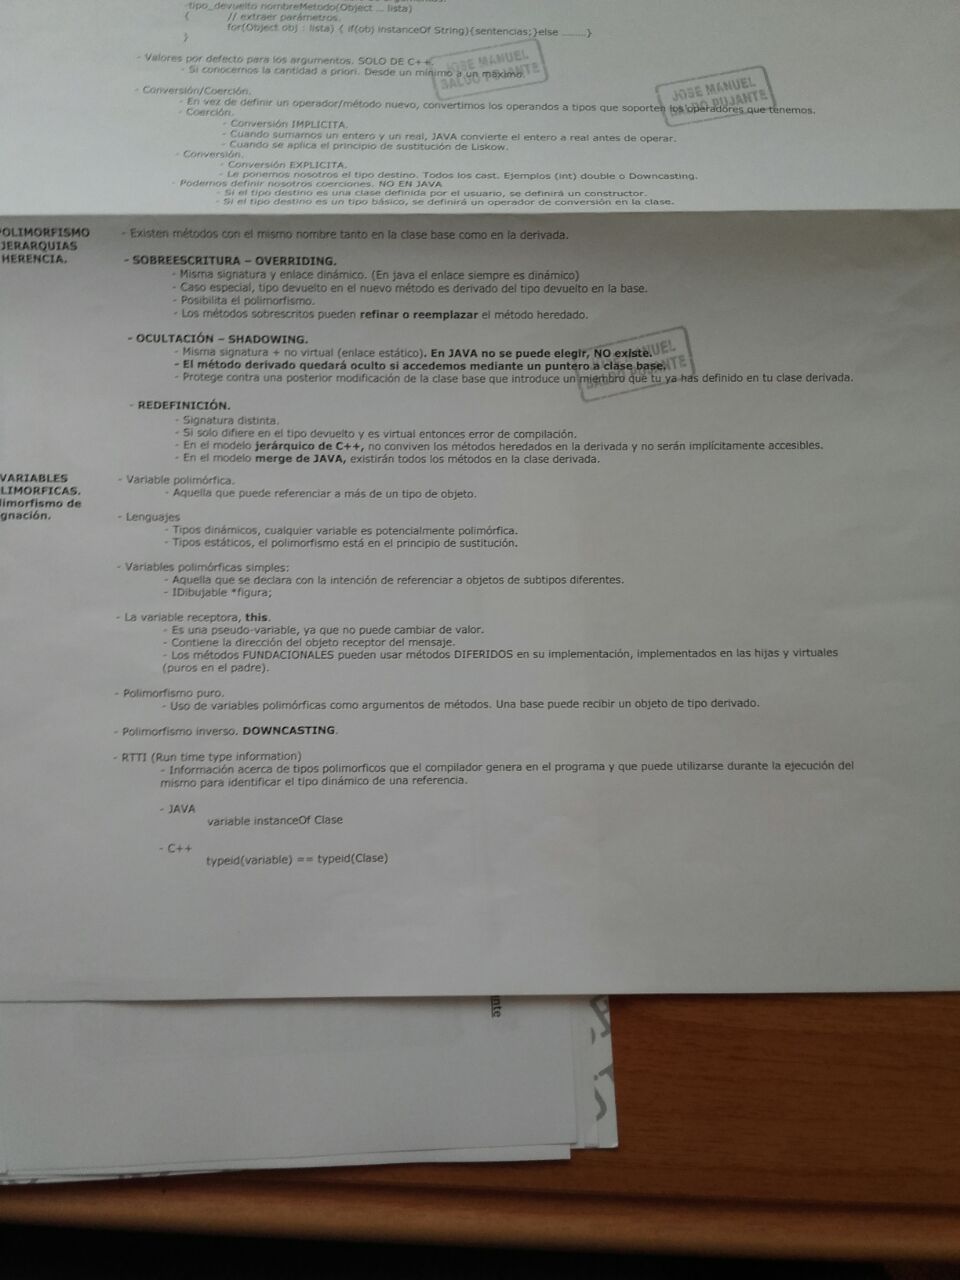 -tipo_devuelto nombreMetodo(Object ... lista)
{ // extraer parámetros.
for(Object obj : lista) { if(obj instanceOf String){sentencias;}else ........}
}
- Valores por defecto para los argumentos. SOLO DE C++.
- Si conocemos la cantidad a priori. Desde un mínimo a un máximo.
JOSE MANUEL
JOSE MANUEL
PUJANTE
- Conversión/Coerción.
- En vez de definir un operador/método nuevo, convertimos los operandos a tipos que soporten los operadores que tenemos.
- Coerción.
- Conversión IMPLICITA.
- Cuando sumamos un entero y un real, JAVA convierte el entero a real antes de operar.
- Cuando se aplica el principio de sustitución de Liskow.
- Conversión.
- Conversión EXPLICITA.
- Le ponemos nosotros el tipo destino. Todos los cast. Ejemplos (int) double o Downcasting.
- Podemos definir nosotros coerciones. NO EN JAVA
- Si el tipo destino es una clase definida por el usuario, se definirá un constructor.
- Si el tipo destino es un tipo básico, se definirá un operador de conversión en la clase.
POLIMORFISMO
JERARQUIAS
HERENCIA.
- Existen métodos con el mismo nombre tanto en la clase base como en la derivada.
- SOBREESCRITURA – OVERRIDING.
- Misma signatura y enlace dinámico. (En java el enlace siempre es dinámico)
- Caso especial, tipo devuelto en el nuevo método es derivado del tipo devuelto en la base.
- Posibilita el polimorfismo.
- Los métodos sobrescritos pueden refinar o reemplazar el método heredado.
- OCULTACIÓN – SHADOWING.
- Misma signatura + no virtual (enlace estático). En JAVA no se puede elegir, NO existe.
- El método derivado quedará oculto si accedemos mediante un puntero a clase base.
- Protege contra una posterior modificación de la clase base que introduce un miembro que tu ya has definido en tu clase derivada.
- REDEFINICIÓN.
- Signatura distinta.
- Si solo difiere en el tipo devuelto y es virtual entonces error de compilación.
- En el modelo jerárquico de C++, no conviven los métodos heredados en la derivada y no serán implícitamente accesibles.
- En el modelo merge de JAVA, existirán todos los métodos en la clase derivada.
VARIABLES
LIMORFICAS.
limorfismo de
gnación.
- Variable polimórfica.
- Aquella que puede referenciar a más de un tipo de objeto.
- Lenguajes
- Tipos dinámicos, cualquier variable es potencialmente polimórfica.
- Tipos estáticos, el polimorfismo está en el principio de sustitución.
- Variables polimórficas simples:
- Aquella que se declara con la intención de referenciar a objetos de subtipos diferentes.
- IDibujable *figura;
- La variable receptora, this.
- Es una pseudo-variable, ya que no puede cambiar de valor.
- Contiene la dirección del objeto receptor del mensaje.
- Los métodos FUNDACIONALES pueden usar métodos DIFERIDOS en su implementación, implementados en las hijas y virtuales
(puros en el padre).
- Polimorfismo puro.
- Uso de variables polimórficas como argumentos de métodos. Una base puede recibir un objeto de tipo derivado.
- Polimorfismo inverso. DOWNCASTING.
- RTTI (Run time type information)
- Información acerca de tipos polimorficos que el compilador genera en el programa y que puede utilizarse durante la ejecución del
mismo para identificar el tipo dinámico de una referencia.
- JAVA
variable instanceOf Clase
- C++
typeid(variable) == typeid(Clase)